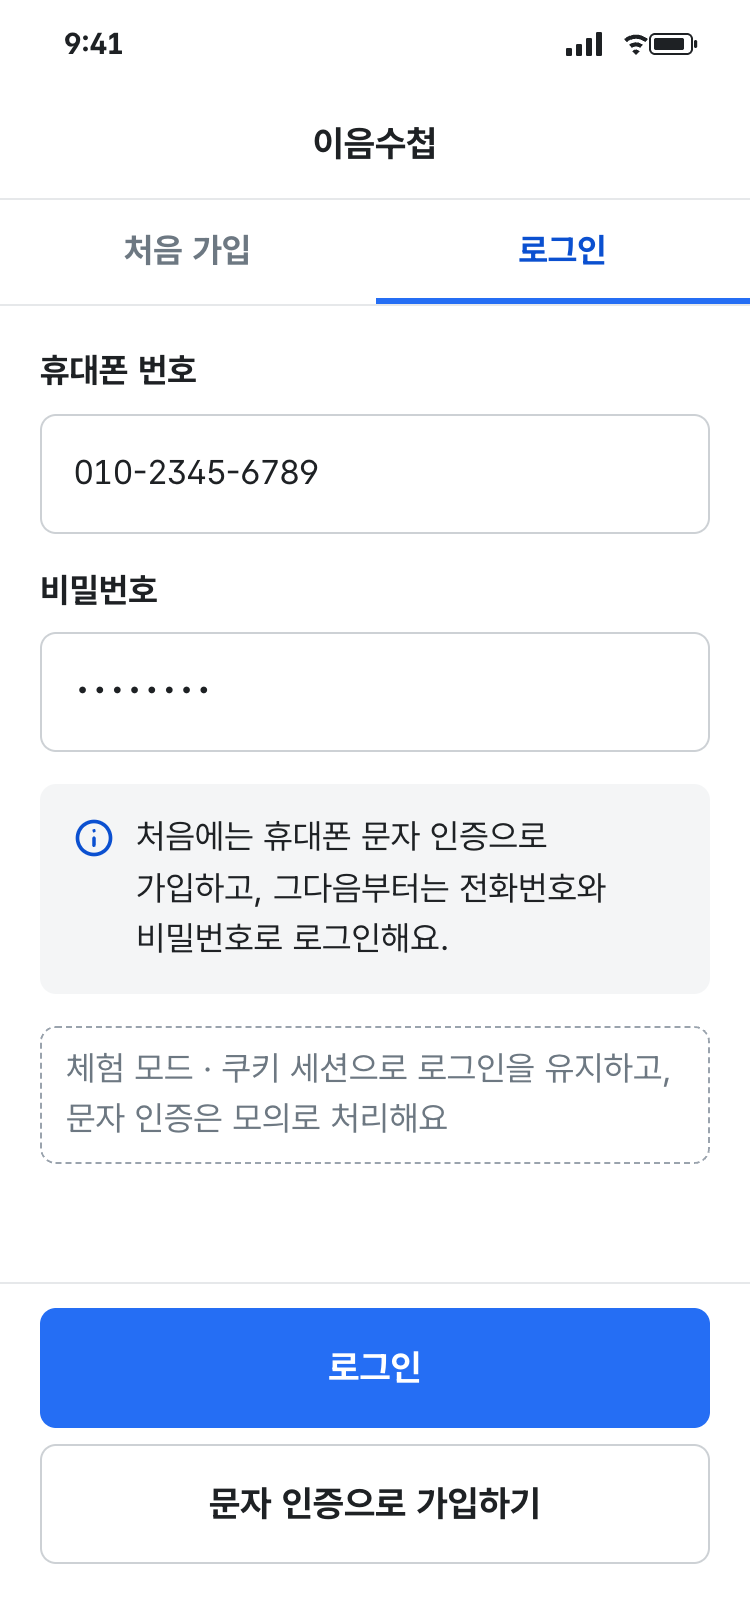 9:41
이음수첩
처음 가입
로그인
휴대폰 번호
010-2345-6789
비밀번호
••••••••
처음에는 휴대폰 문자 인증으로
가입하고, 그다음부터는 전화번호와
비밀번호로 로그인해요.
체험 모드 · 쿠키 세션으로 로그인을 유지하고,
문자 인증은 모의로 처리해요
로그인
문자 인증으로 가입하기